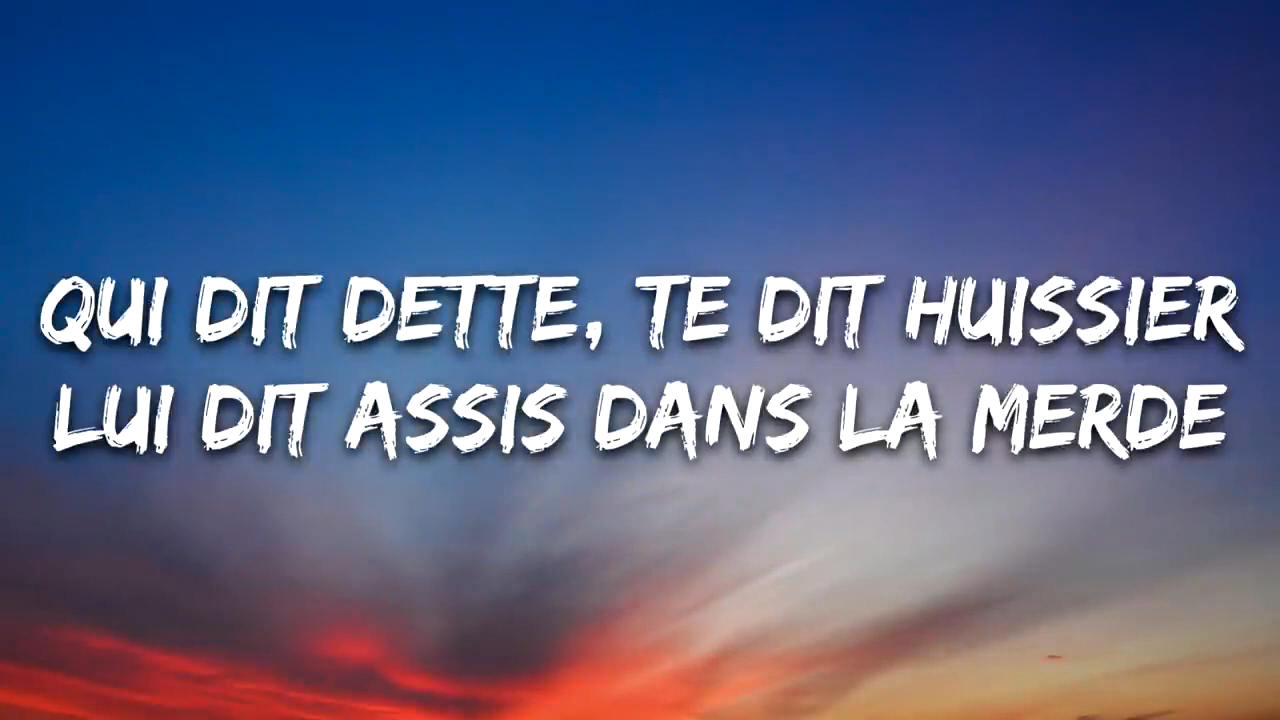 QUI DIT DETTE, TE DIT HUISSIER
LUI DIT ASSIS DANS LA MERDE